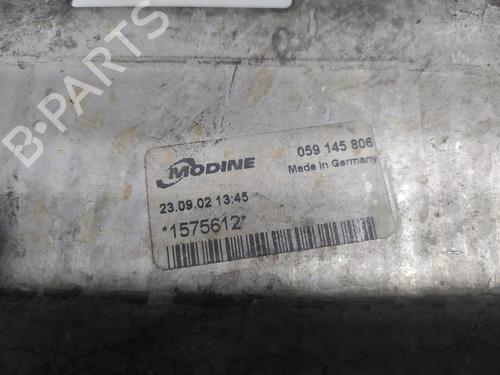 MODINE
059 145 806
Made in Germany
23.09.02 13:45
*1575612*
B-PARTS